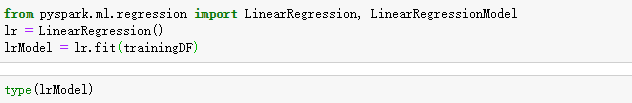 from pyspark.ml.regression import LinearRegression, LinearRegressionModel
lr = LinearRegression()
lrModel = lr.fit(trainingDF)
type(lrModel)